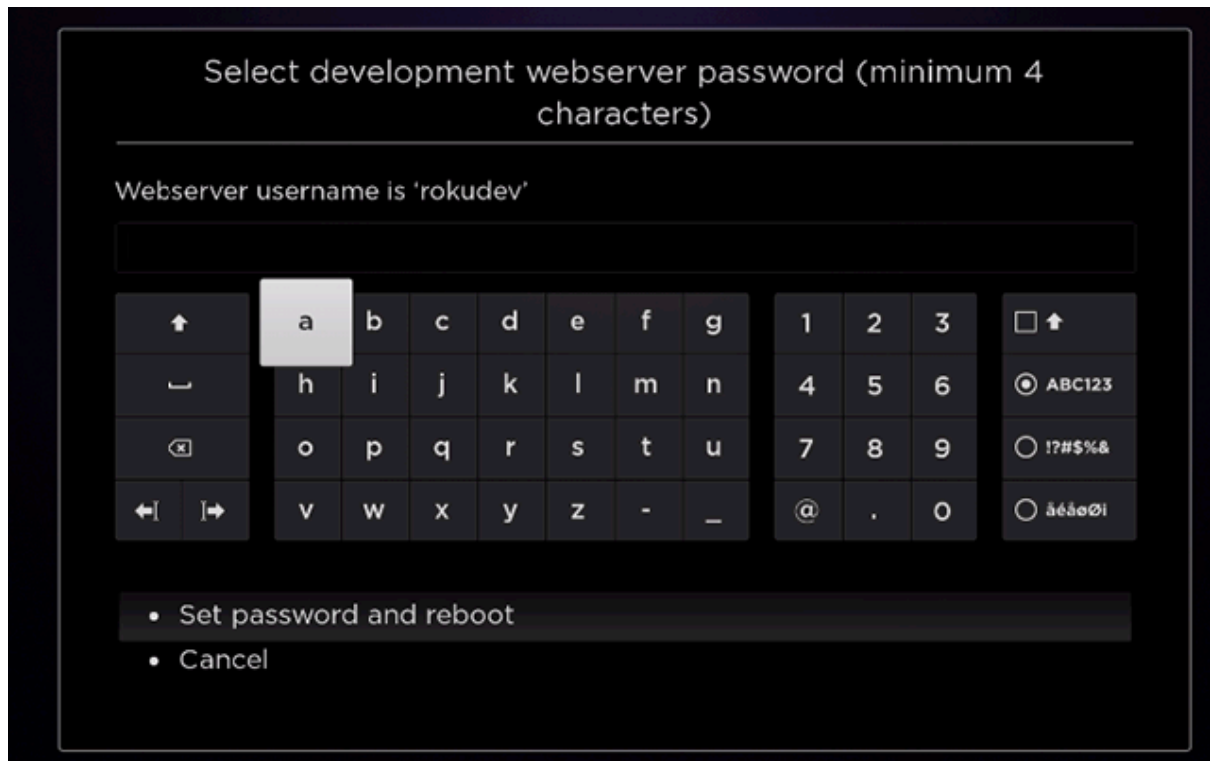 Select development webserver password (minimum 4
characters)
Webserver username is ‘rokudev’
a b c d e f g 1 2 3
h i j k l m n 4 5 6 ABC123
o p q r s t u 7 8 9 !?#$%&
v w x y z - _ @ . 0 äéåøØi
Set password and reboot
Cancel